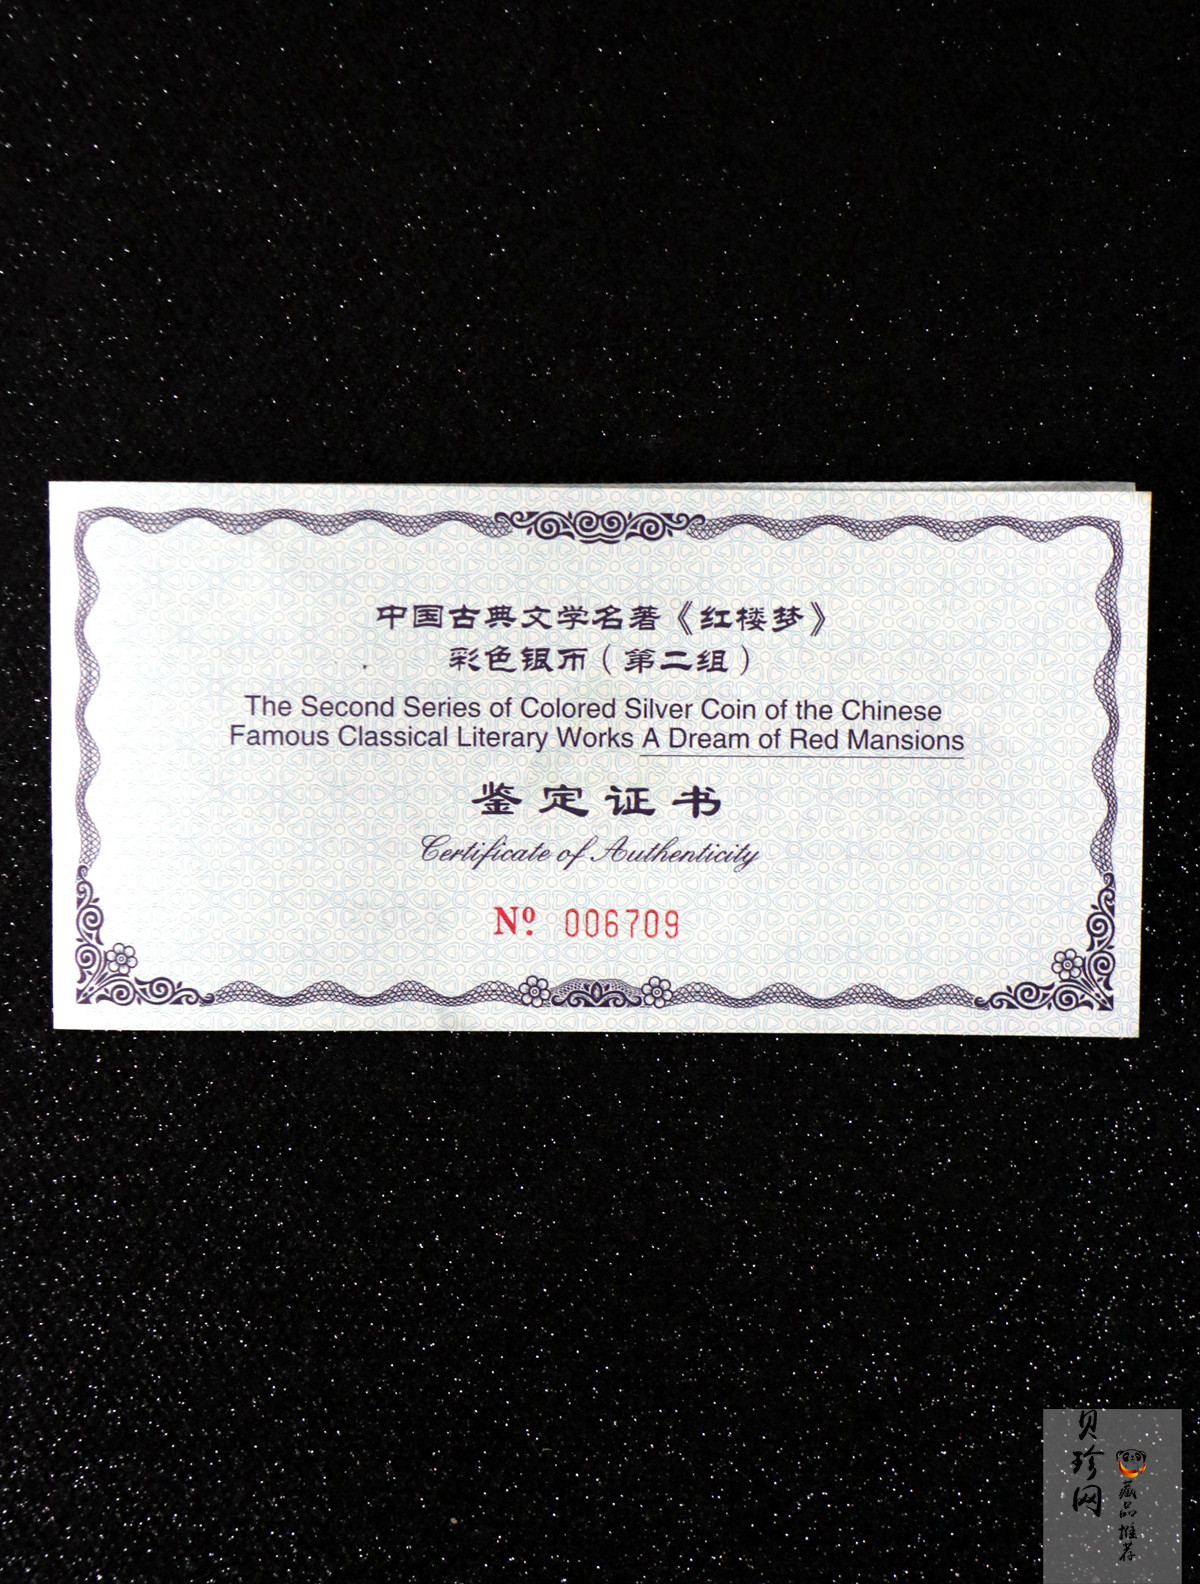 中国古典文学名著《红楼梦》
彩色银币（第二组）
The Second Series of Colored Silver Coin of the Chinese
Famous Classical Literary Works A Dream of Red Mansions
鉴定证书
Certificate of Authenticity
Nº. 006709
贝珍网
藏品推荐